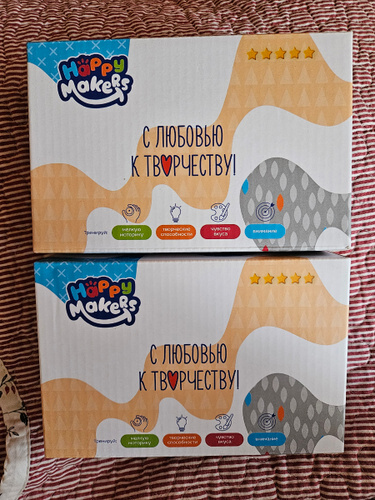 Happy
Makers
С ЛЮБОВЬЮ
К ТВОРЧЕСТВУ!
Тренируй:
мелкую
моторику
творческие
способности
чувство
вкуса
внимание
Happy
Makers
С ЛЮБОВЬЮ
К ТВОРЧЕСТВУ!
Тренируй:
мелкую
моторику
творческие
способности
чувство
вкуса
внимание